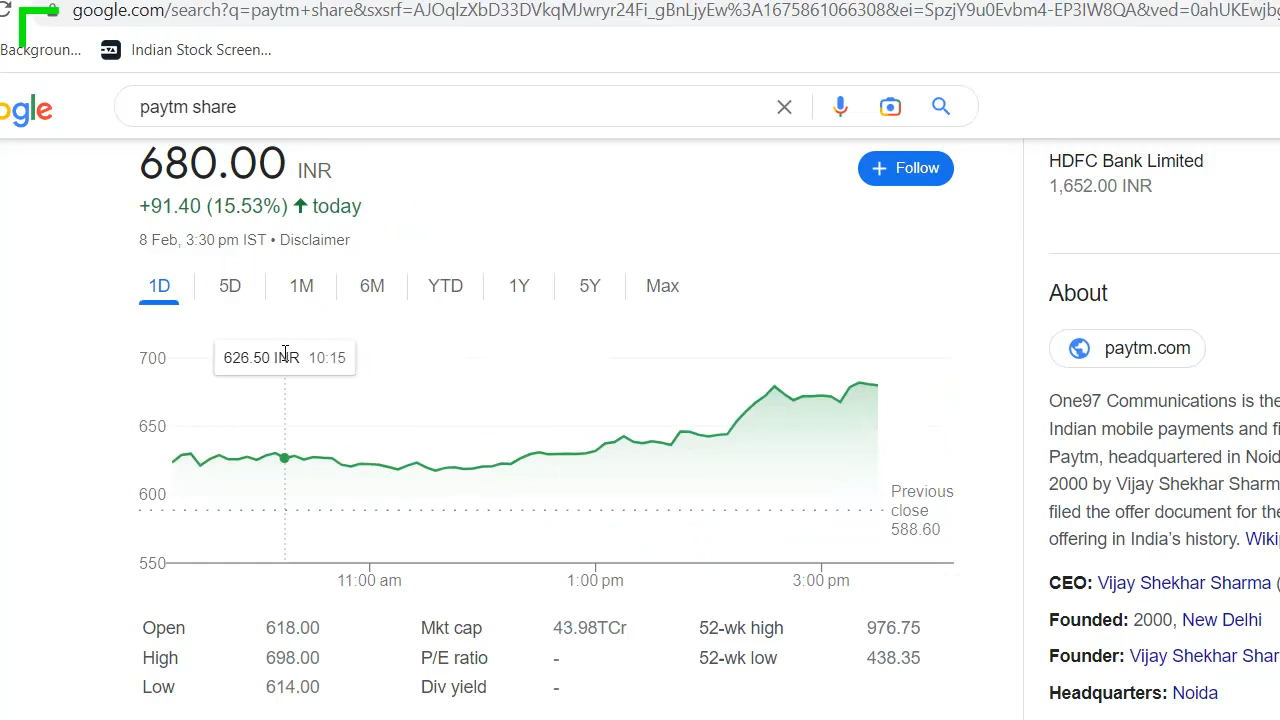 google.com/search?q=paytm+share&sxsrf=AJOqlzXbD33DVkqMJwryr24Fi_gBnLjyEw%3A1675861066308&ei=SpzjY9u0Evbm4-EP3IW8QA&ved=0ahUKEwjb
Backgroun...
Indian Stock Screen...
ogle
paytm share
680.00 INR
Follow
+91.40 (15.53%) today
8 Feb, 3:30 pm IST • Disclaimer
1D 5D 1M 6M YTD 1Y 5Y Max
626.50 INR 10:15
700
650
600
550
Previous
close
588.60
11:00 am 1:00 pm 3:00 pm
Open 618.00 Mkt cap 43.98TCr 52-wk high 976.75
High 698.00 P/E ratio - 52-wk low 438.35
Low 614.00 Div yield -
HDFC Bank Limited
1,652.00 INR
About
paytm.com
One97 Communications is the
Indian mobile payments and fi
Paytm, headquartered in Noid
2000 by Vijay Shekhar Sharm
filed the offer document for the
offering in India's history. Wikip
CEO: Vijay Shekhar Sharma (
Founded: 2000, New Delhi
Founder: Vijay Shekhar Shar
Headquarters: Noida